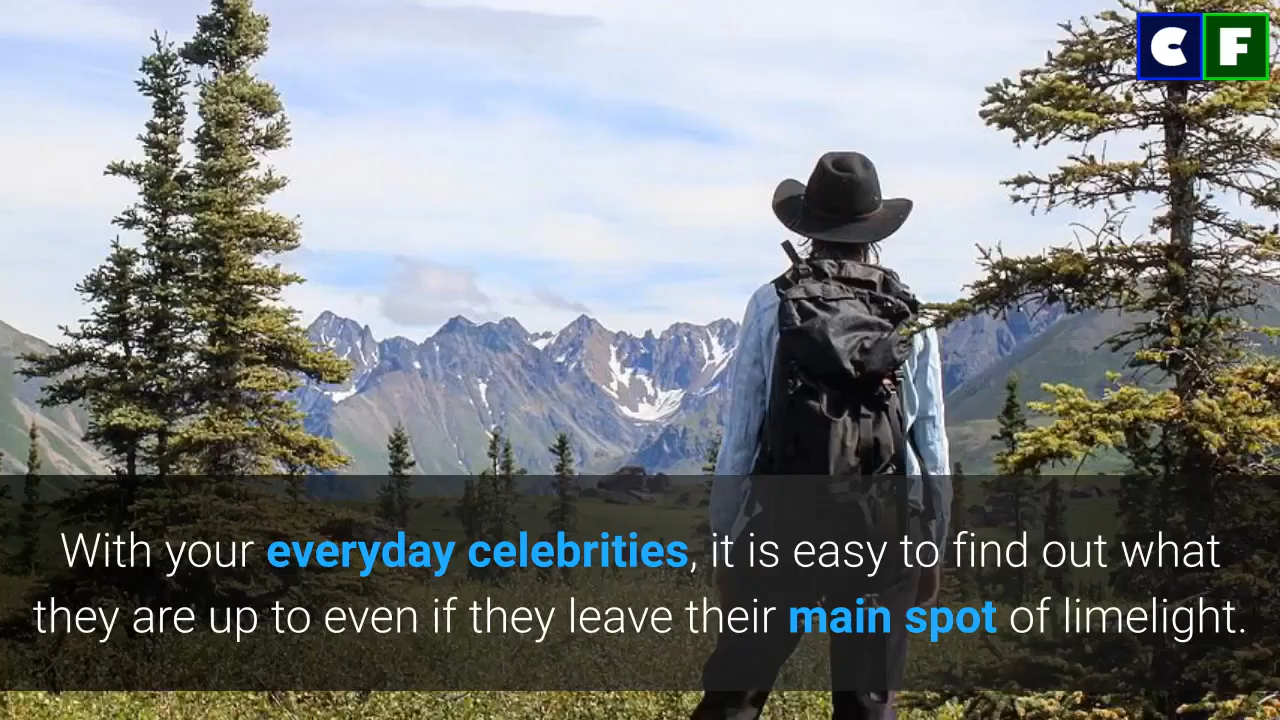 CF
With your everyday celebrities, it is easy to find out what
they are up to even if they leave their main spot of limelight.